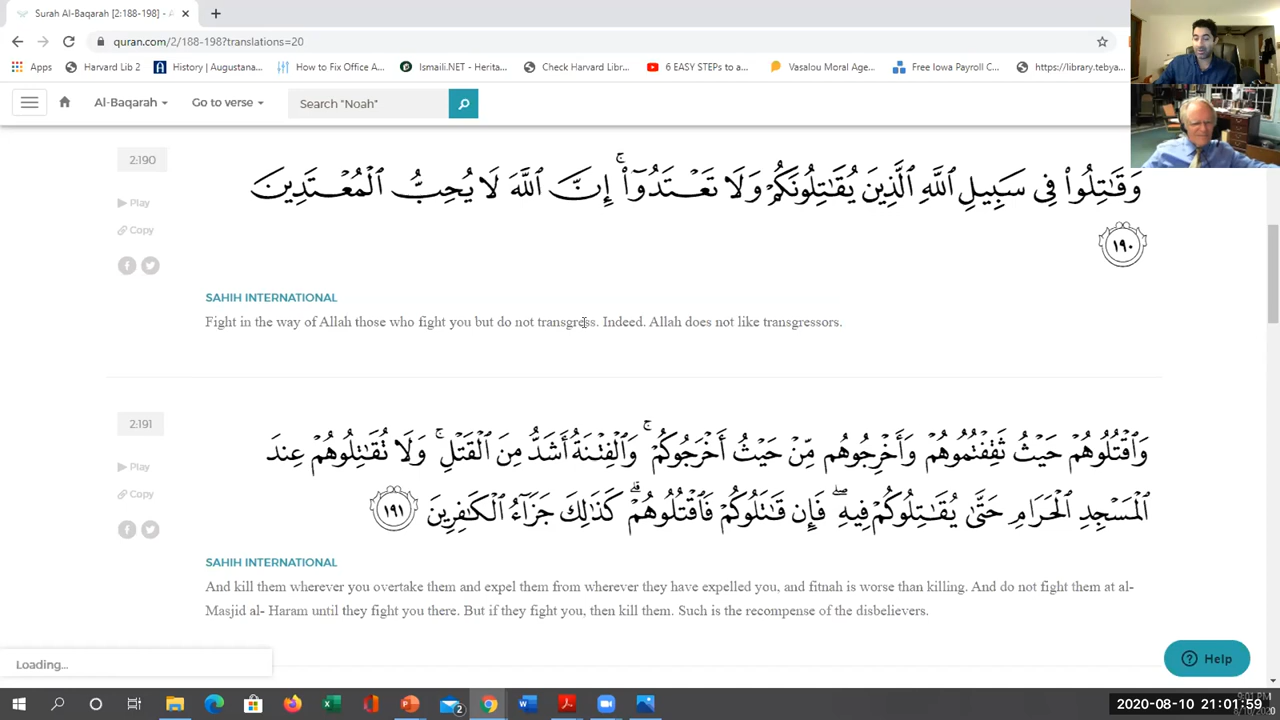 Surah Al-Baqarah [2:188-198] -
quran.com/2/188-198?translations=20
Apps
Harvard Lib 2
History | Augustana...
How to Fix Office A...
Ismaili.NET - Herita...
Check Harvard Libr...
6 EASY STEPs to a...
Vasalou Moral Age...
Free Iowa Payroll C...
https://library.tebya...
Al-Baqarah
Go to verse
Search "Noah"
2:190
وَقَٰتِلُوا۟ فِى سَبِيلِ ٱللَّهِ ٱلَّذِينَ يُقَٰتِلُونَكُمْ وَلَا تَعْتَدُوٓا۟ ۚ إِنَّ ٱللَّهَ لَا يُحِبُّ ٱلْمُعْتَدِينَ
١٩٠
Play
Copy
SAHIH INTERNATIONAL
Fight in the way of Allah those who fight you but do not transgress. Indeed. Allah does not like transgressors.
2:191
وَٱقْتُلُوهُمْ حَيْثُ ثَقِفْتُمُوهُمْ وَأَخْرِجُوهُم مِّنْ حَيْثُ أَخْرَجُوكُمْ ۚ وَٱلْفِتْنَةُ أَشَدُّ مِنَ ٱلْقَتْلِ ۚ وَلَا تُقَٰتِلُوهُمْ عِندَ
ٱلْمَسْجِدِ ٱلْحَرَامِ حَتَّىٰ يُقَٰتِلُوكُمْ فِيهِ ۖ فَإِن قَٰتَلُوكُمْ فَٱقْتُلُوهُمْ ۗ كَذَٰلِكَ جَزَآءُ ٱلْكَٰفِرِينَ ١٩١
Play
Copy
SAHIH INTERNATIONAL
And kill them wherever you overtake them and expel them from wherever they have expelled you, and fitnah is worse than killing. And do not fight them at al-
Masjid al- Haram until they fight you there. But if they fight you, then kill them. Such is the recompense of the disbelievers.
Loading...
Help
2
9:01 PM
2020-08-10 21:01:59